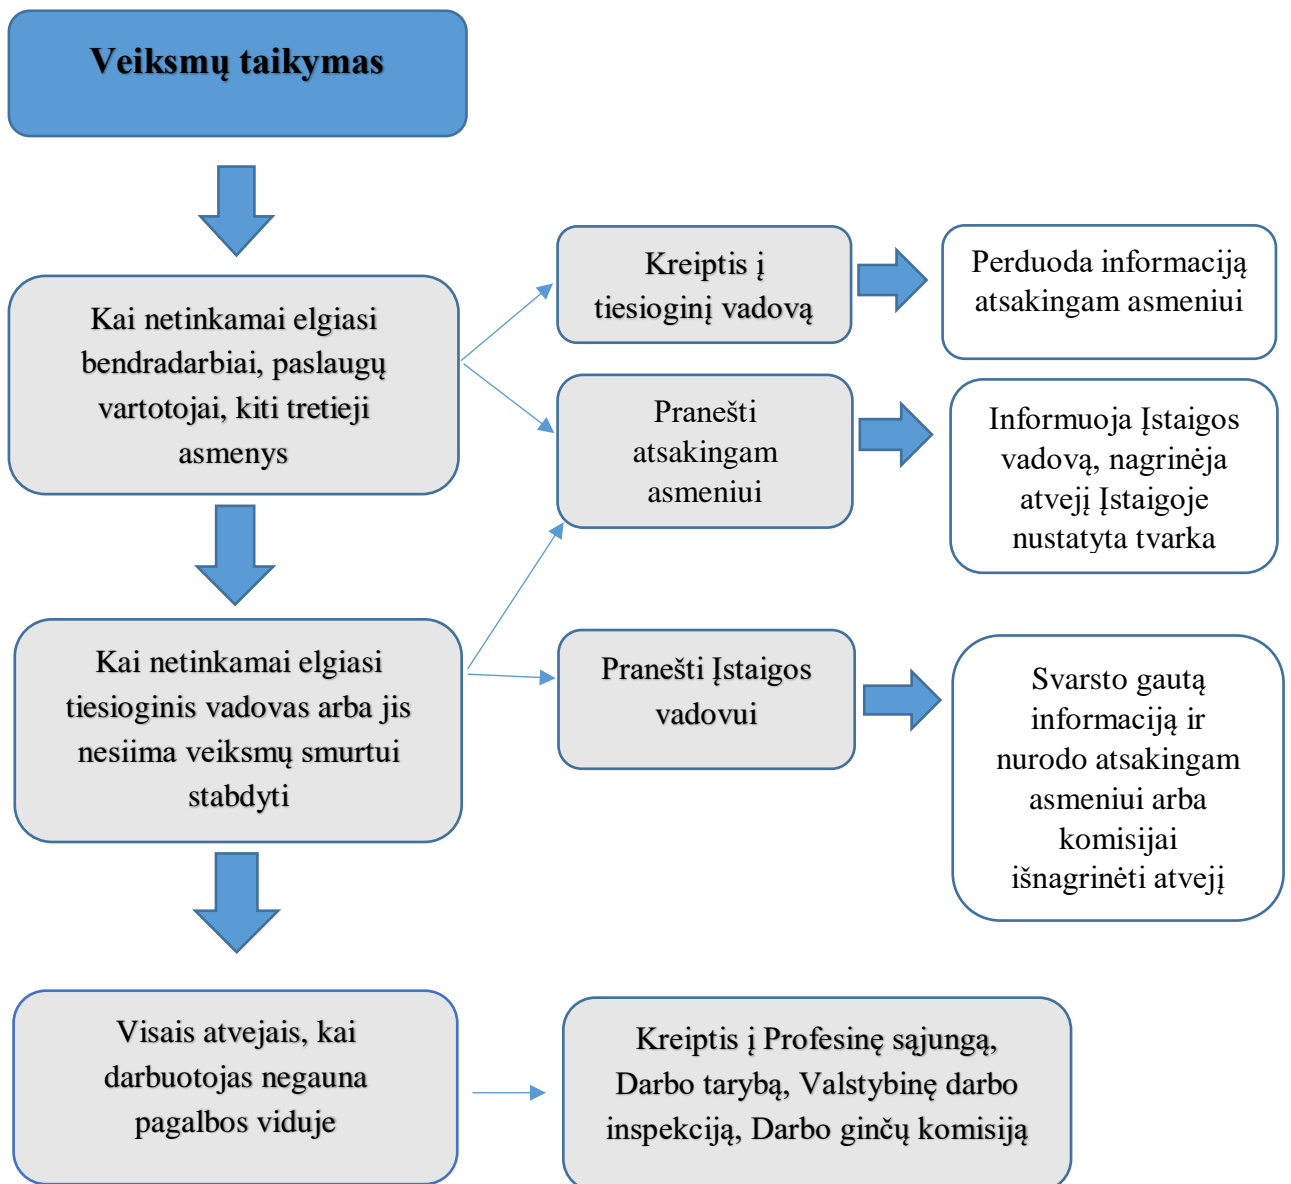 Veiksmų taikymas
Kai netinkamai elgiasi
bendradarbiai, paslaugų
vartotojai, kiti tretieji
asmenys
Kreiptis į
tiesioginį vadovą
Perduoda informaciją
atsakingam asmeniui
Pranešti
atsakingam
asmeniui
Informuoja Įstaigos
vadovą, nagrinėja
atvejį Įstaigoje
nustatyta tvarka
Kai netinkamai elgiasi
tiesioginis vadovas arba jis
nesiima veiksmų smurtui
stabdyti
Pranešti Įstaigos
vadovui
Svarsto gautą
informaciją ir
nurodo atsakingam
asmeniui arba
komisijai
išnagrinėti atvejį
Visais atvejais, kai
darbuotojas negauna
pagalbos viduje
Kreiptis į Profesinę sąjungą,
Darbo tarybą, Valstybinę darbo
inspekciją, Darbo ginčų komisiją